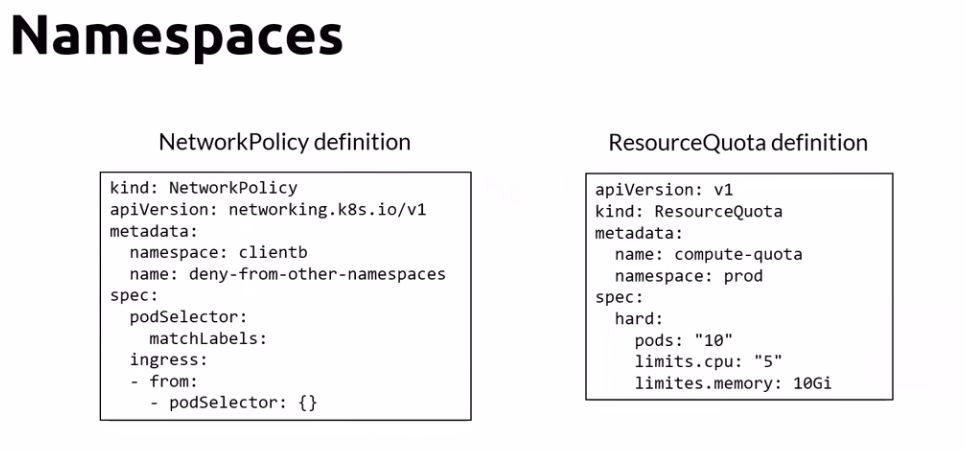 Namespaces
NetworkPolicy definition
kind: NetworkPolicy
apiVersion: networking.k8s.io/v1
metadata:
  namespace: clientb
  name: deny-from-other-namespaces
spec:
  podSelector:
    matchLabels:
  ingress:
  - from:
    - podSelector: {}
ResourceQuota definition
apiVersion: v1
kind: ResourceQuota
metadata:
  name: compute-quota
  namespace: prod
spec:
  hard:
    pods: "10"
    limits.cpu: "5"
    limites.memory: 10Gi